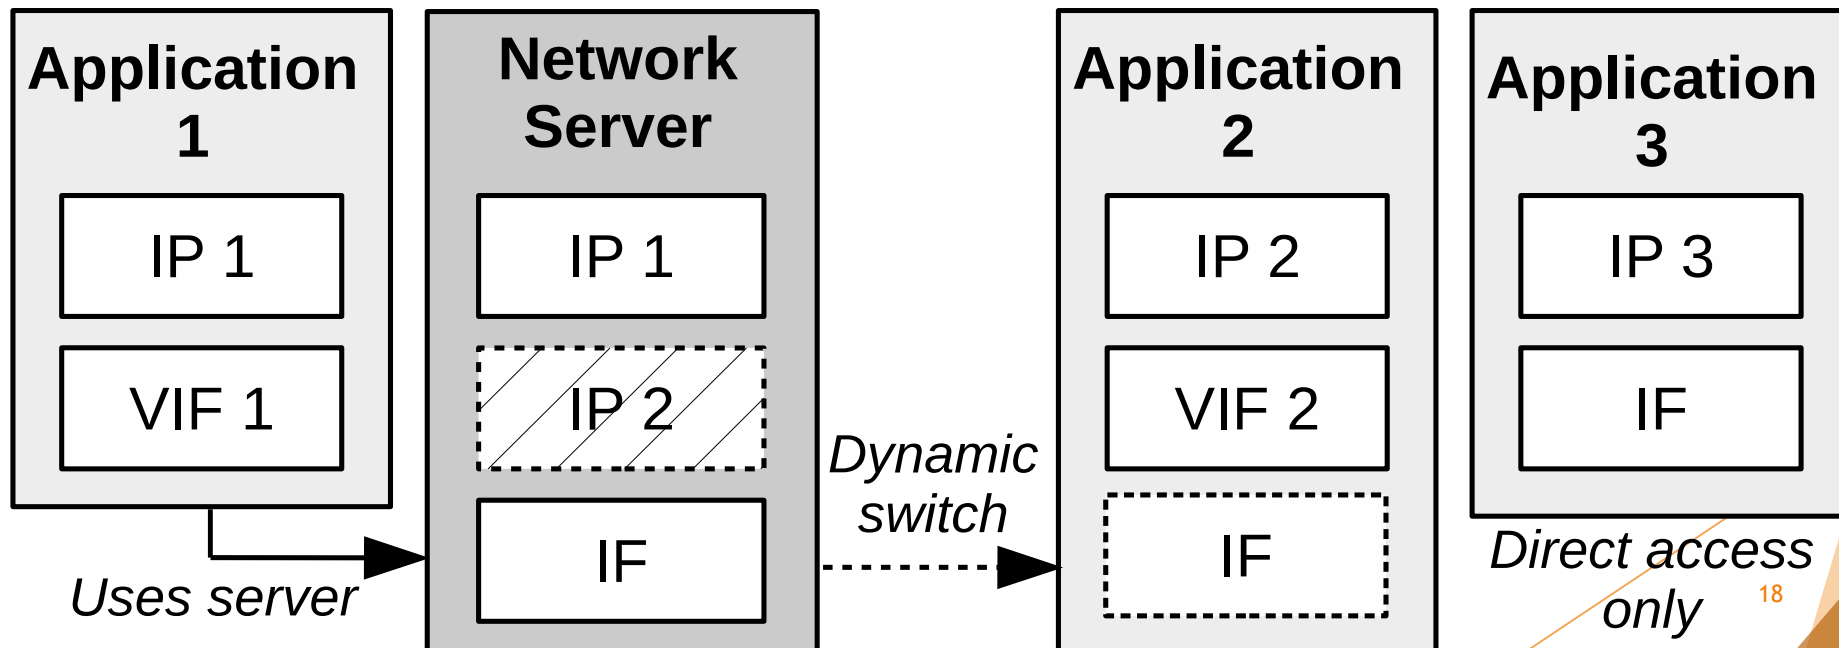 Application
1
IP 1
VIF 1
Uses server
Network
Server
IP 1
IP 2
IF
Dynamic
switch
Application
2
IP 2
VIF 2
IF
Application
3
IP 3
IF
Direct access
only
18